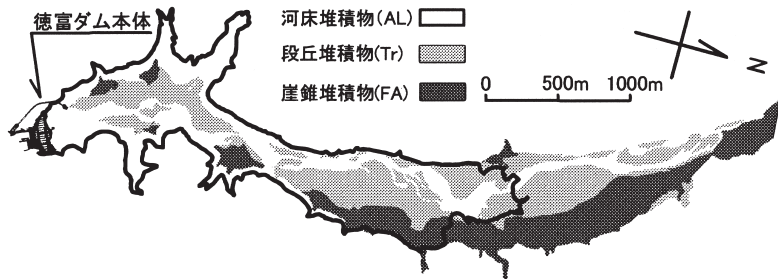 徳富ダム本体
河床堆積物(AL)
段丘堆積物(Tr)
崖錐堆積物(FA)
0 500m 1000m
N